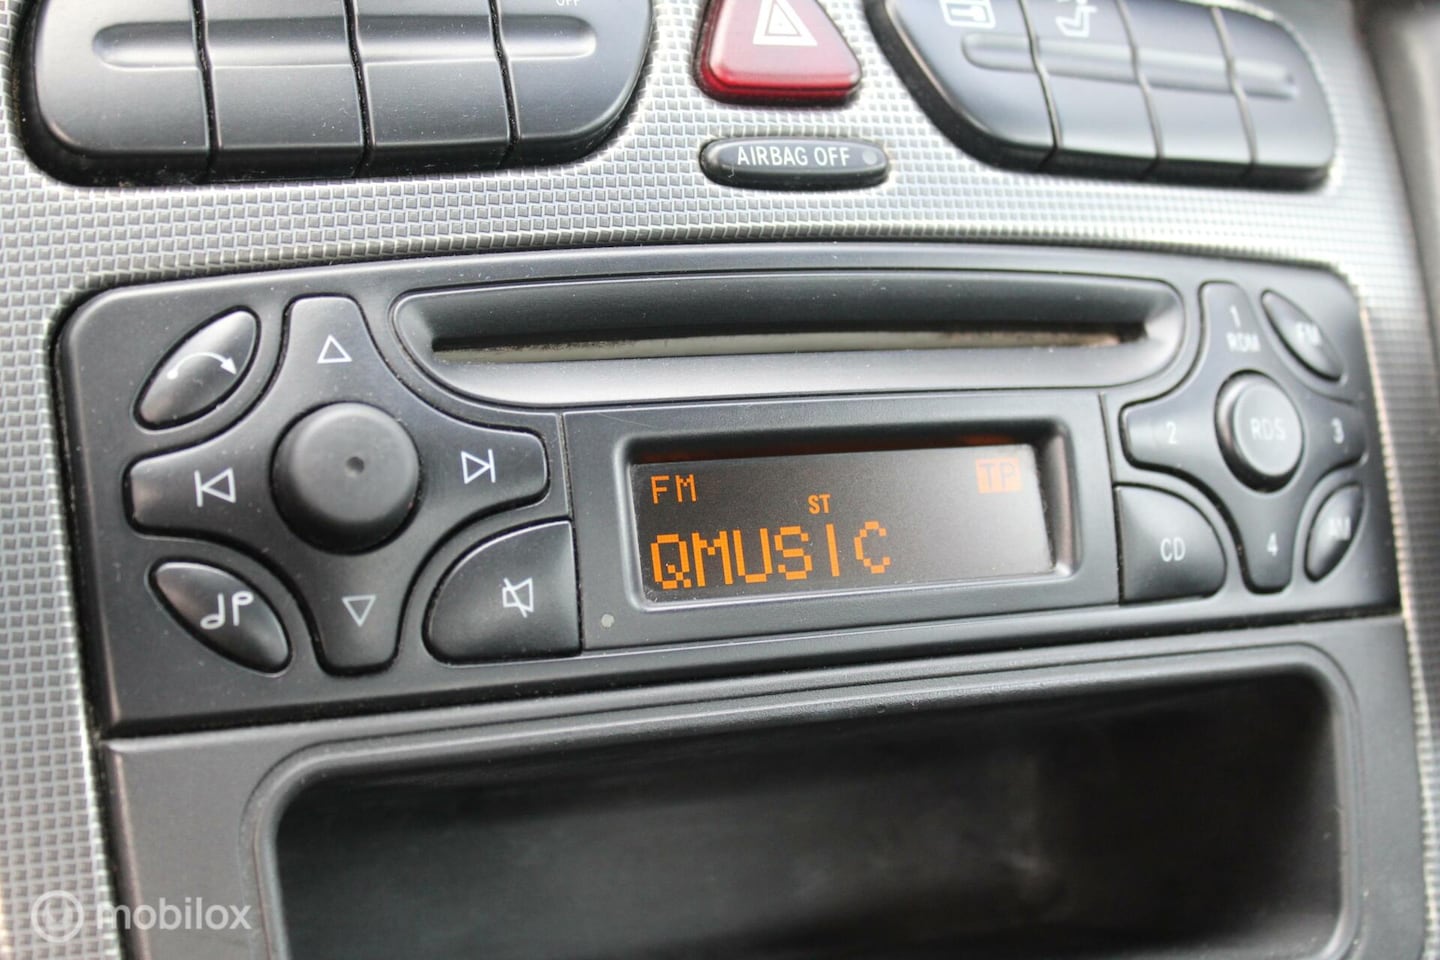 OFF
AIRBAG OFF
1
RDM
FM
2
RDS
3
FM
TP
ST
QMUSIC
CD
4
AM
mobilox